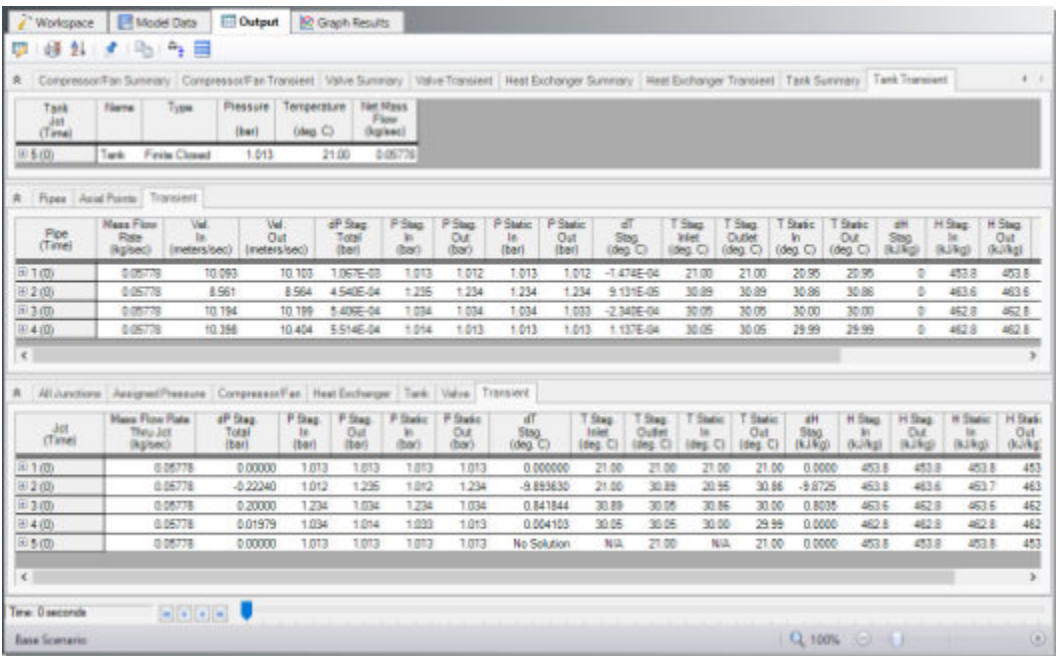 Workspace Model Data Output Graph Results
Compressor/Fan Summary Compressor/Fan Transient Valve Summary Valve Transient Heat Exchanger Summary Heat Exchanger Transient Tank Summary Tank Transient
Tank Jct (Time) Name Type Pressure (bar) Temperature (deg. C) Net Mass Flow (kg/sec)
5 (0) Tank Finite Closed 1.013 21.00 0.05778
Pipes Axial Points Transient
Pipe (Time) Mass Flow Rate (kg/sec) Vel. In (meters/sec) Vel. Out (meters/sec) dP Stag. Total (bar) P Stag. In (bar) P Stag. Out (bar) P Static In (bar) P Static Out (bar) dT Stag. (deg. C) T Stag. Inlet (deg. C) T Stag. Outlet (deg. C) T Static In (deg. C) T Static Out (deg. C) dH Stag. (kJ/kg) H Stag. In (kJ/kg) H Stag. Out (kJ/kg)
1 (0) 0.05778 10.093 10.103 1.067E-03 1.013 1.012 1.013 1.012 -1.474E-04 21.00 21.00 20.95 20.95 0 453.8 453.8
2 (0) 0.05778 8.561 8.564 4.540E-04 1.235 1.234 1.234 1.234 9.131E-05 30.89 30.89 30.86 30.86 0 463.6 463.6
3 (0) 0.05778 10.194 10.199 5.406E-04 1.034 1.034 1.034 1.033 -2.340E-04 30.05 30.05 30.00 30.00 0 462.8 462.8
4 (0) 0.05778 10.398 10.404 5.514E-04 1.014 1.013 1.013 1.013 1.137E-04 30.05 30.05 29.99 29.99 0 462.8 462.8
All Junctions Assigned Pressure Compressor/Fan Heat Exchanger Tank Valve Transient
Jct (Time) Mass Flow Rate Thru Jct (kg/sec) dP Stag. Total (bar) P Stag. In (bar) P Stag. Out (bar) P Static In (bar) P Static Out (bar) dT Stag. (deg. C) T Stag. Inlet (deg. C) T Stag. Outlet (deg. C) T Static In (deg. C) T Static Out (deg. C) dH Stag. (kJ/kg) H Stag. In (kJ/kg) H Stag. Out (kJ/kg) H Static In (kJ/kg) H Stati
1 (0) 0.05778 0.00000 1.013 1.013 1.013 1.013 0.000000 21.00 21.00 21.00 21.00 0.0000 453.8 453.8 453.8 453
2 (0) 0.05778 -0.22240 1.012 1.235 1.012 1.234 -9.893630 21.00 30.89 20.95 30.86 -9.8725 453.8 463.6 453.7 463
3 (0) 0.05778 0.20000 1.234 1.034 1.234 1.034 0.841844 30.89 30.05 30.86 30.00 0.8035 463.6 462.8 463.6 462
4 (0) 0.05778 0.01979 1.034 1.014 1.033 1.013 0.004103 30.05 30.05 30.00 29.99 0.0000 462.8 462.8 462.8 462
5 (0) 0.05778 0.00000 1.013 1.013 1.013 1.013 No Solution N/A 21.00 N/A 21.00 0.0000 453.8 453.8 453.8 453
Time: 0 seconds
Base Scenario 100%